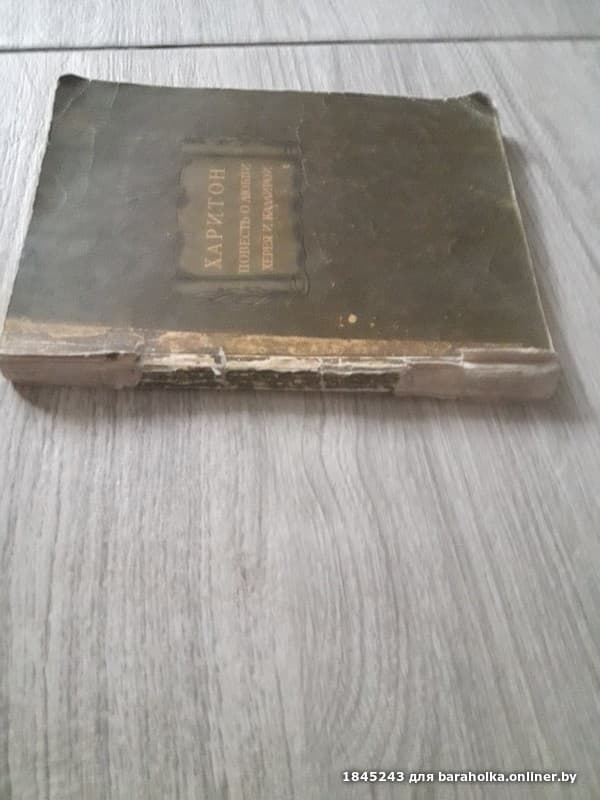 ХАРИТОН
ПОВЕСТЬ О ЛЮБВИ
ХЕРЕЯ И КАЛЛИРОИ
1845243 для baraholka.onliner.by